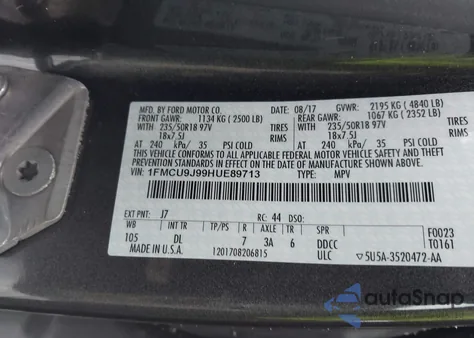 MFD. BY FORD MOTOR CO. 08/17 GVWR: 2195 KG ( 4840 LB)
FRONT GAWR: 1134 KG ( 2500 LB) REAR GAWR: 1067 KG ( 2352 LB)
WITH 235/50R18 97V TIRES WITH 235/50R18 97V TIRES
18x7.5J RIMS 18x7.5J RIMS
AT 240 kPa/ 35 PSI COLD AT 240 kPa/ 35 PSI COLD
THIS VEHICLE CONFORMS TO ALL APPLICABLE FEDERAL MOTOR VEHICLE SAFETY AND THEFT
PREVENTION STANDARDS IN EFFECT ON THE DATE OF MANUFACTURE SHOWN ABOVE.
VIN: 1FMCU9J99HUE89713 TYPE: MPV
EXT PNT: J7 RC: 44 DSO: F0023
WB BRK INT TR TP/PS R AXLE TR SPR T0161
105 DL 7 3A 6 DDCC
U.S.A. 1201708206815 ULC 5U5A-3520472-AA
autoSnap